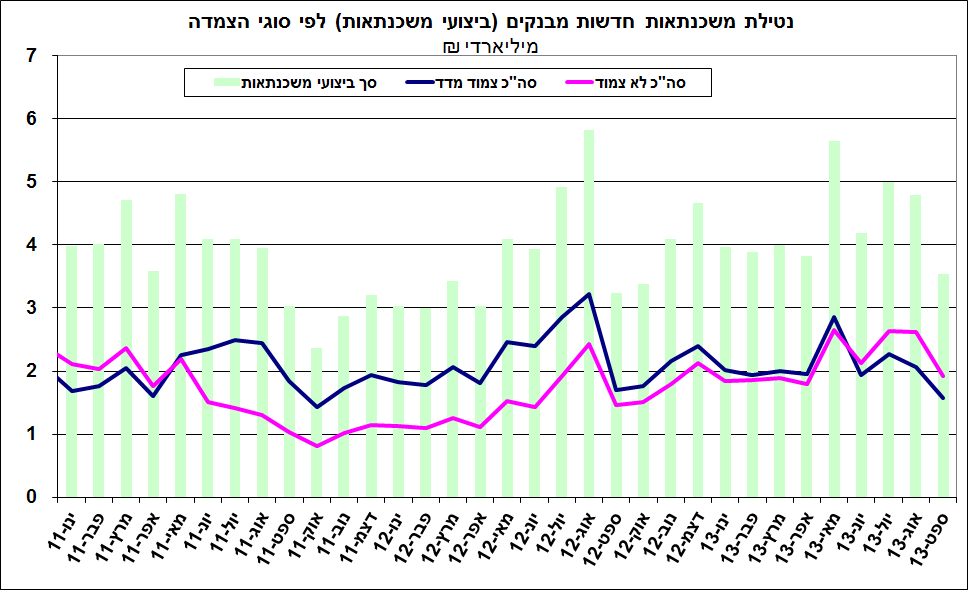 נטילת משכנתאות חדשות מבנקים (ביצועי משכנתאות) לפי סוגי הצמדה
מיליארדי ₪
סה"כ לא צמוד
סה"כ צמוד מדד
סך ביצועי משכנתאות
7
6
5
4
3
2
1
0
ינו-11
פבר-11
מרץ-11
אפר-11
מאי-11
יונ-11
יול-11
אוג-11
ספט-11
אוק-11
נוב-11
דצמ-11
ינו-12
פבר-12
מרץ-12
אפר-12
מאי-12
יונ-12
יול-12
אוג-12
ספט-12
אוק-12
נוב-12
דצמ-12
ינו-13
פבר-13
מרץ-13
אפר-13
מאי-13
יונ-13
יול-13
אוג-13
ספט-13